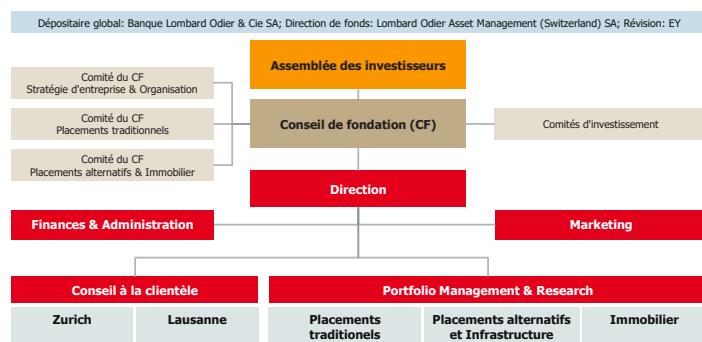 Dépositaire global: Banque Lombard Odier & Cie SA; Direction de fonds: Lombard Odier Asset Management (Switzerland) SA; Révision: EY
Assemblée des investisseurs
Comité du CF
Stratégie d'entreprise & Organisation
Comité du CF
Placements traditionnels
Conseil de fondation (CF)
Comités d'investissement
Comité du CF
Placements alternatifs & Immobilier
Direction
Finances & Administration
Marketing
Conseil à la clientèle
Portfolio Management & Research
Zurich
Lausanne
Placements
traditionels
Placements alternatifs
et Infrastructure
Immobilier